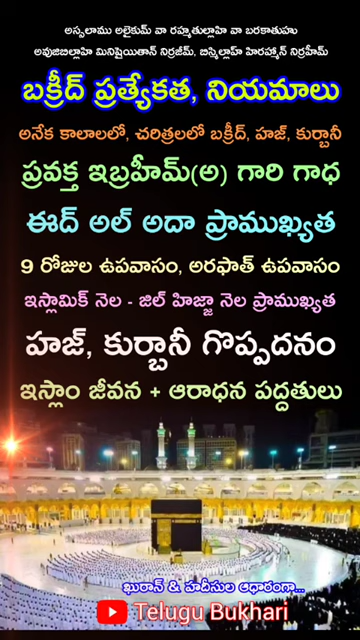 అస్సలాము అలైకుమ్ వా రహ్మతుల్లాహి వా బరకాతుహు
అవుజిబిల్లాహి మినిషైయితాన్ నిర్రజీమ్, బిస్మిల్లాహ్ హిరహ్మాన్ నిర్రహీమ్
బక్రీద్ ప్రత్యేకత, నియమాలు
అనేక కాలాలలో, చరిత్రలలో బక్రీద్, హజ్, కుర్బానీ
ప్రవక్త ఇబ్రహీమ్(అ) గారి గాధ
ఈద్ అల్ అదా ప్రాముఖ్యత
9 రోజుల ఉపవాసం, అరఫాత్ ఉపవాసం
ఇస్లామిక్ నెల - జిల్ హిజ్జా నెల ప్రాముఖ్యత
హజ్, కుర్బానీ గొప్పదనం
ఇస్లాం జీవన + ఆరాధన పద్దతులు
ఖురాన్ & హదీసుల ఆధారంగా...
Telugu Bukhari